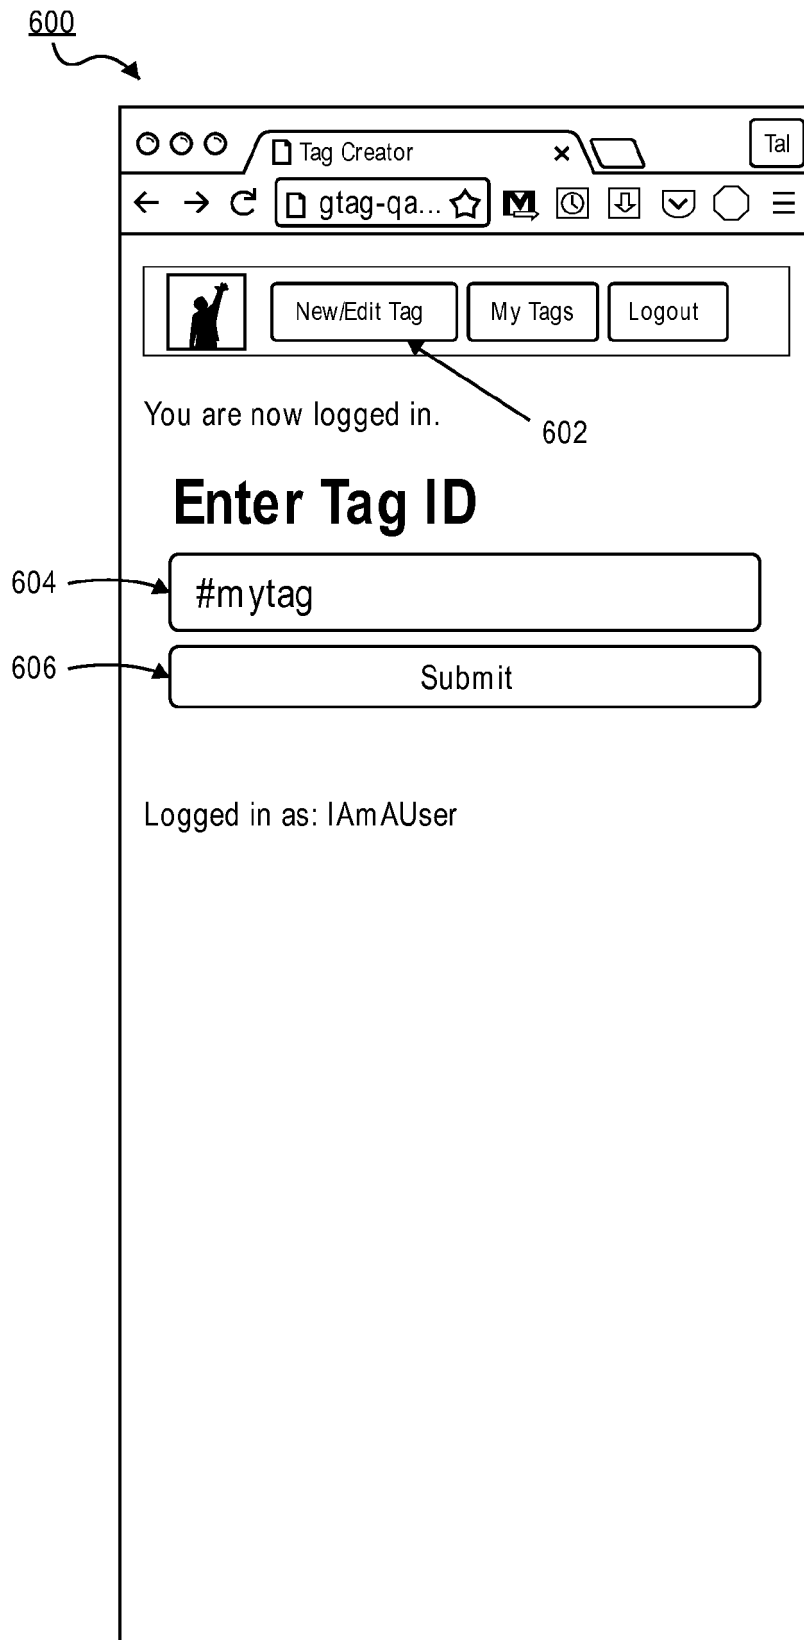 600
Tag Creator
Tal
gtag-qa...
New/Edit Tag
My Tags
Logout
You are now logged in.
602
Enter Tag ID
604
#mytag
606
Submit
Logged in as: IAmAUser